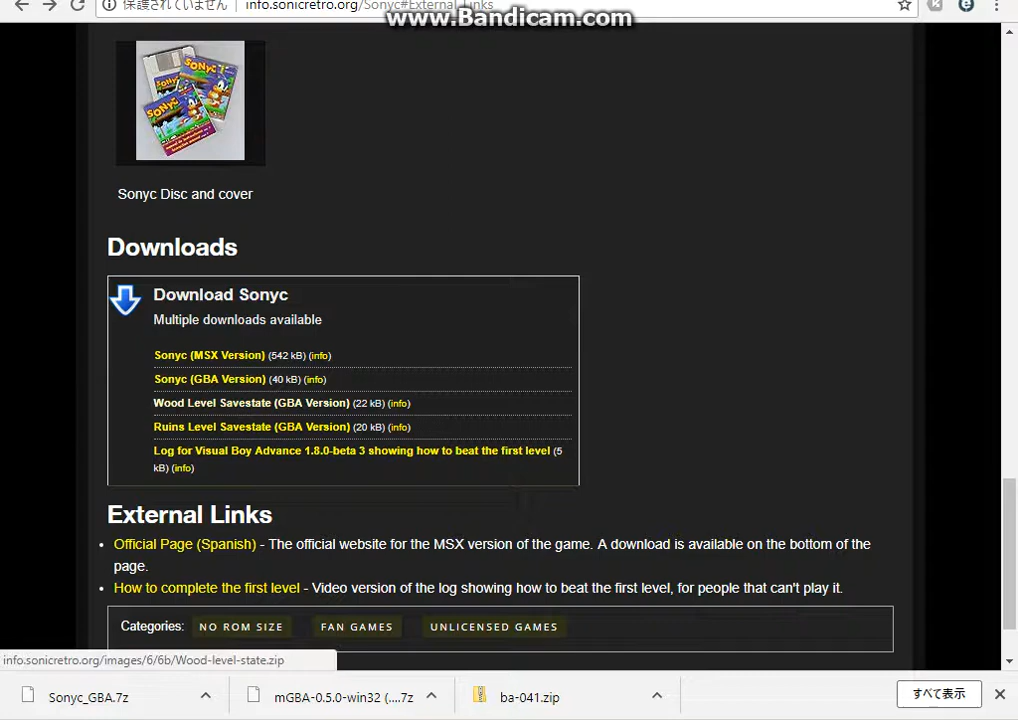 保護されていません | info.sonicretro.org/Sonyc#External_Links
www.Bandicam.com
SONYC
SONYC
SONYC
Sonyc Disc and cover
Downloads
Download Sonyc
Multiple downloads available
Sonyc (MSX Version) (542 kB) (info)
Sonyc (GBA Version) (40 kB) (info)
Wood Level Savestate (GBA Version) (22 kB) (info)
Ruins Level Savestate (GBA Version) (20 kB) (info)
Log for Visual Boy Advance 1.8.0-beta 3 showing how to beat the first level (5
kB) (info)
External Links
• Official Page (Spanish) - The official website for the MSX version of the game. A download is available on the bottom of the
page.
• How to complete the first level - Video version of the log showing how to beat the first level, for people that can't play it.
Categories: NO ROM SIZE FAN GAMES UNLICENSED GAMES
info.sonicretro.org/images/6/6b/Wood-level-state.zip
Sonyc_GBA.7z
mGBA-0.5.0-win32 (....7z
ba-041.zip
すべて表示